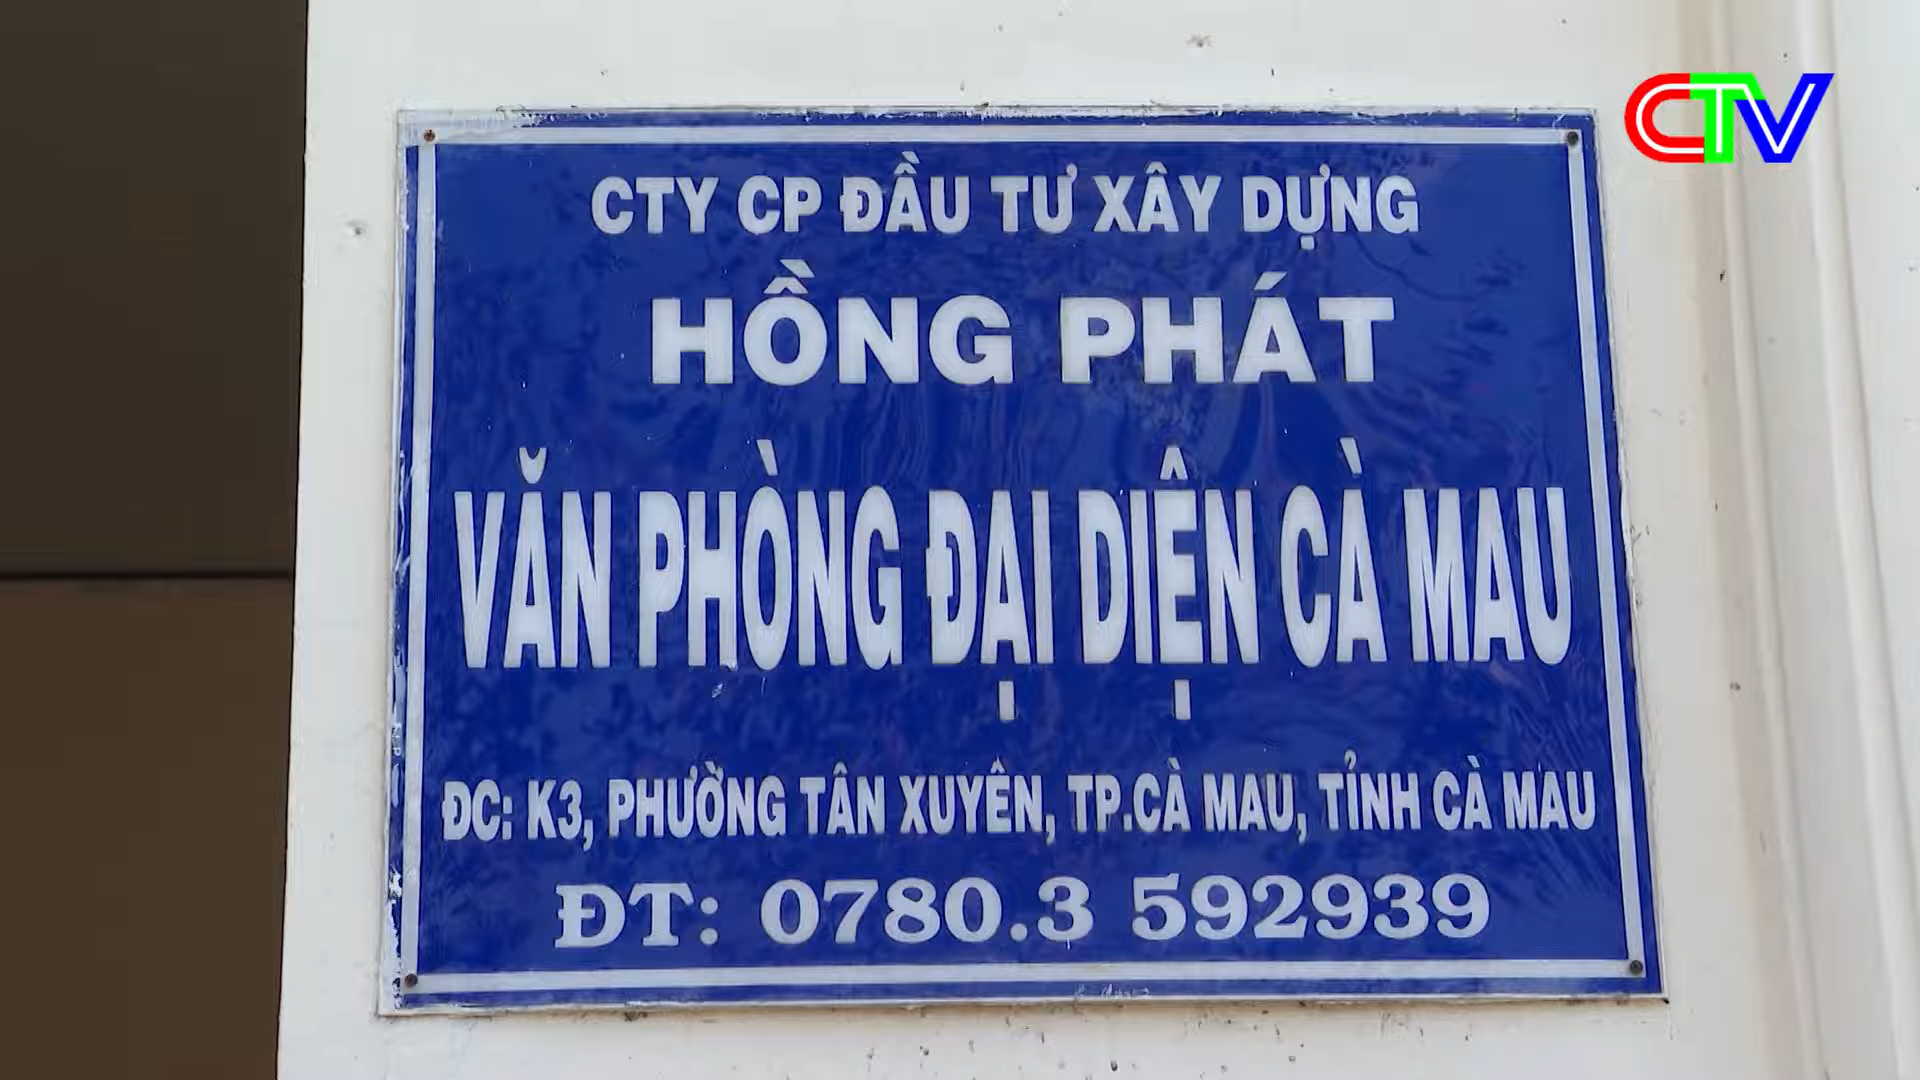 CTV
CTY CP ĐẦU TƯ XÂY DỰNG
HỒNG PHÁT
VĂN PHÒNG ĐẠI DIỆN CÀ MAU
ĐC: K3, PHƯỜNG TÂN XUYÊN, TP.CÀ MAU, TỈNH CÀ MAU
ĐT: 0780.3 592939